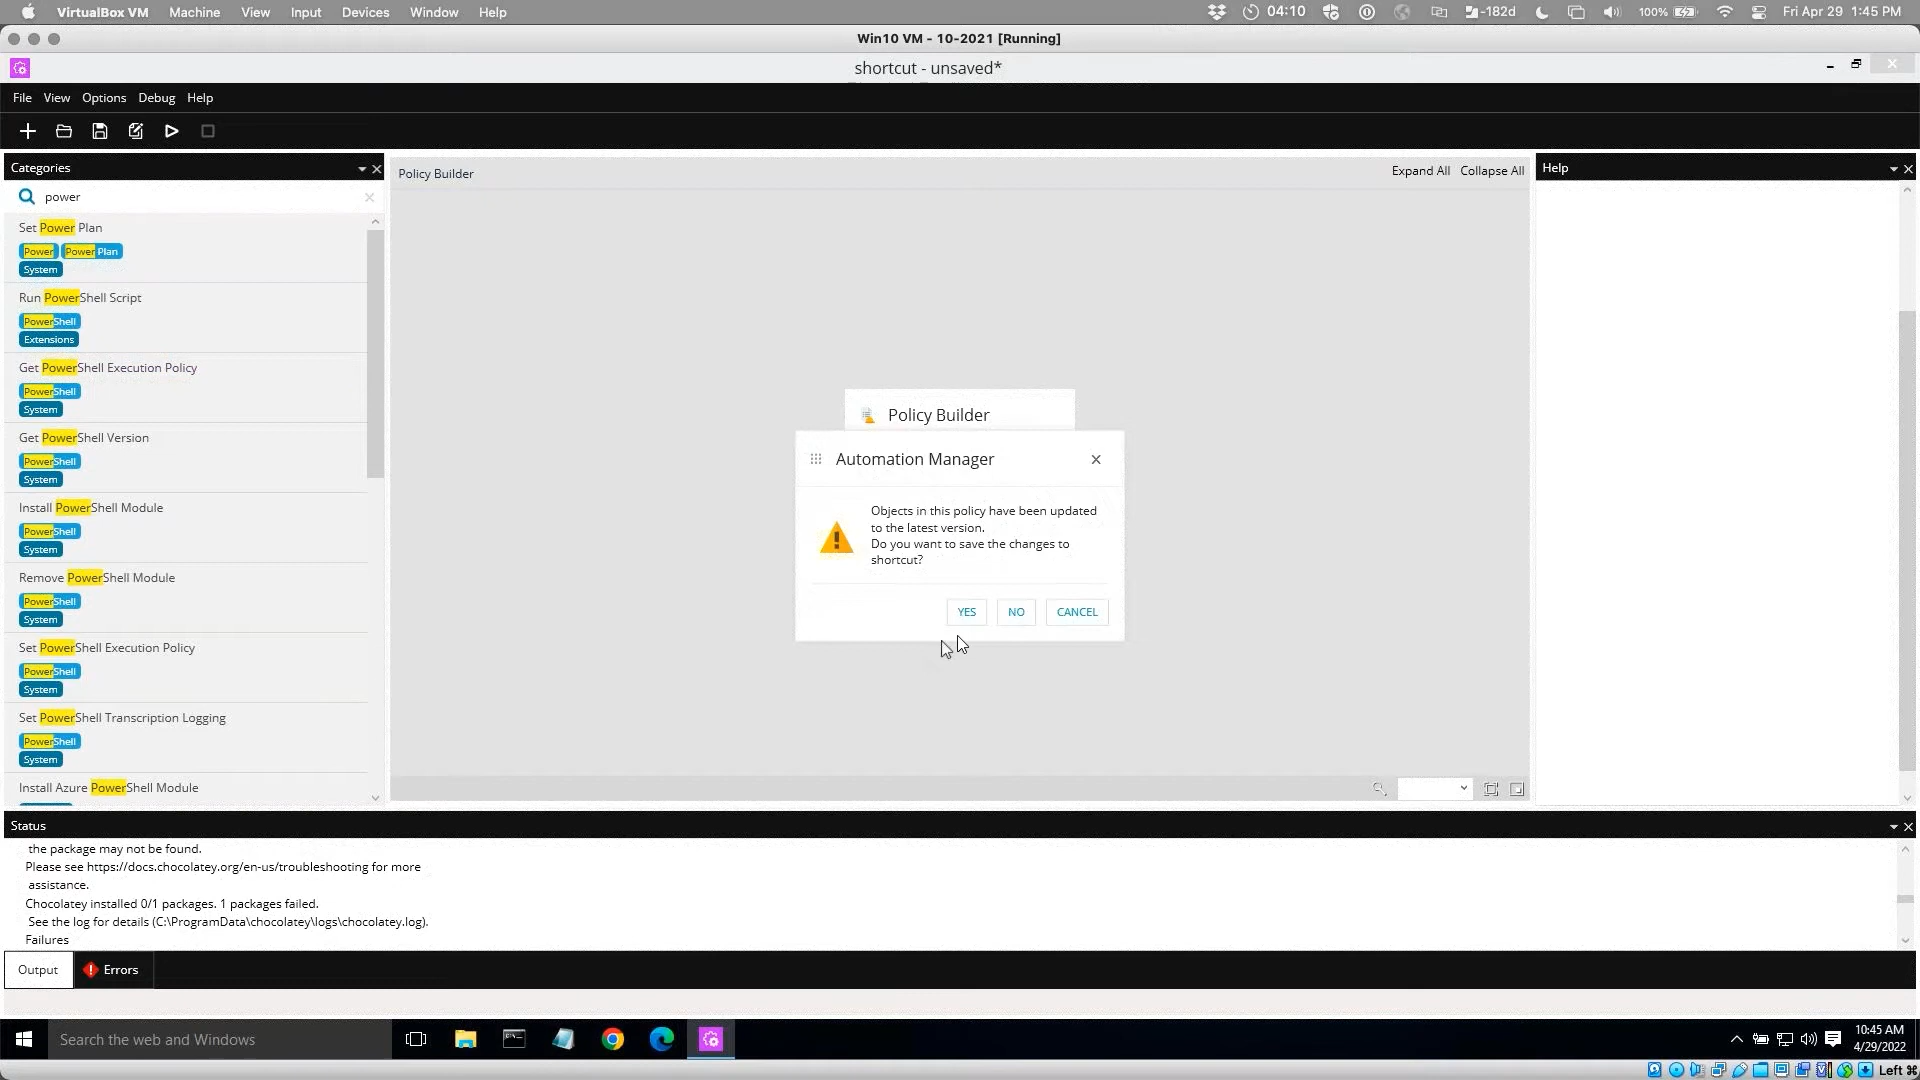 VirtualBox VM Machine View Input Devices Window Help 04:10 -182d 100% Fri Apr 29 1:45 PM
Win10 VM - 10-2021 [Running]
shortcut - unsaved*
File View Options Debug Help
Categories
power
Set Power Plan
Power PowerPlan
System
Run PowerShell Script
PowerShell
Extensions
Get PowerShell Execution Policy
PowerShell
System
Get PowerShell Version
PowerShell
System
Install PowerShell Module
PowerShell
System
Remove PowerShell Module
PowerShell
System
Set PowerShell Execution Policy
PowerShell
System
Set PowerShell Transcription Logging
PowerShell
System
Install Azure PowerShell Module
Policy Builder
Expand All Collapse All
Policy Builder
Automation Manager
Objects in this policy have been updated
to the latest version.
Do you want to save the changes to
shortcut?
YES NO CANCEL
Help
Status
the package may not be found.
Please see https://docs.chocolatey.org/en-us/troubleshooting for more
assistance.
Chocolatey installed 0/1 packages. 1 packages failed.
See the log for details (C:\ProgramData\chocolatey\logs\chocolatey.log).
Failures
Output Errors
Search the web and Windows
10:45 AM
4/29/2022
Left ⌘